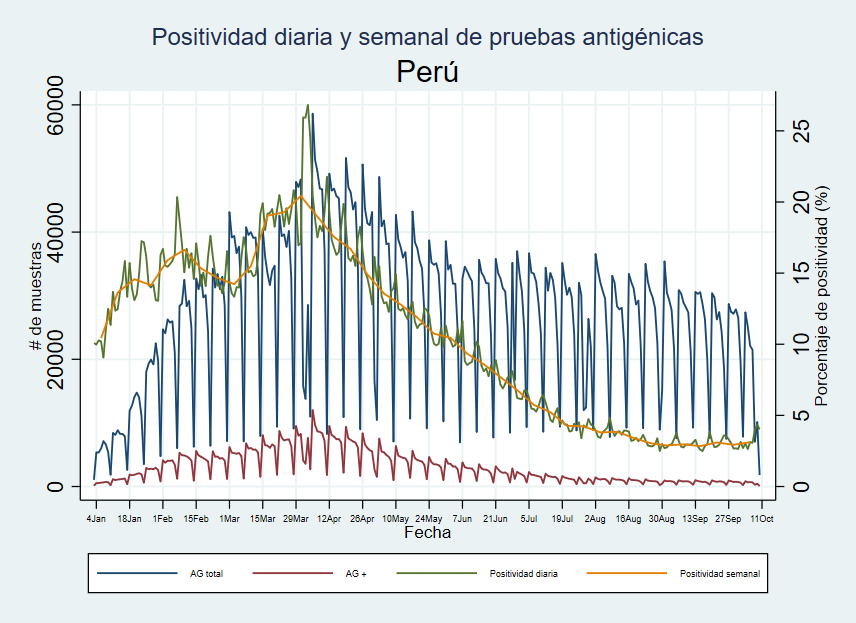 Positividad diaria y semanal de pruebas antigénicas
Perú
# de muestras
60000
40000
20000
0
25
20
15
10
5
0
Porcentaje de positividad (%)
4Jan 18Jan 1Feb 15Feb 1Mar 15Mar 29Mar 12Apr 26Apr 10May 24May 7Jun 21Jun 5Jul 19Jul 2Aug 16Aug 30Aug 13Sep 27Sep 11Oct
Fecha
AG total AG + Positividad diaria Positividad semanal